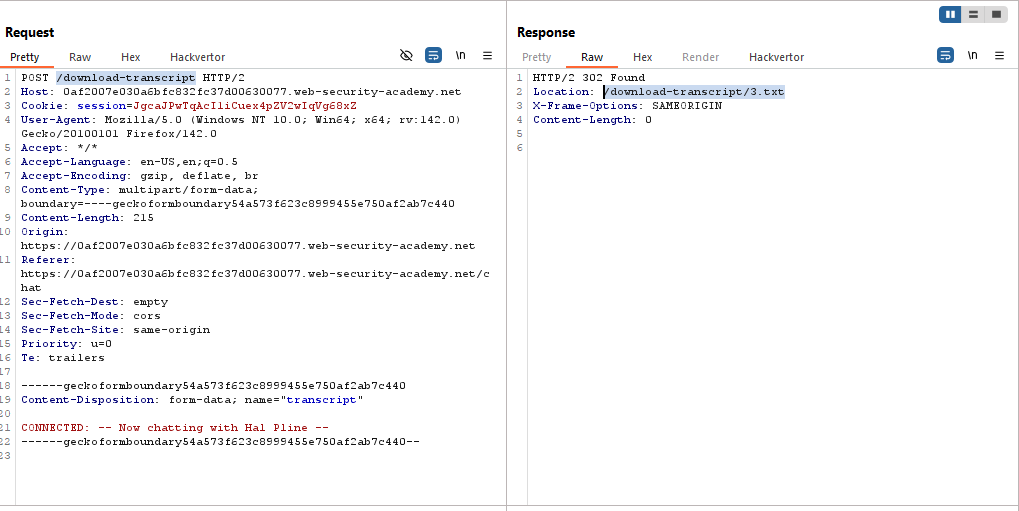 Request
Pretty Raw Hex Hackvertor
\n
1 POST /download-transcript HTTP/2
2 Host: 0af2007e030a6bfc832fc37d00630077.web-security-academy.net
3 Cookie: session=JgcaJPwTqAcIliCuex4pZV2wIqVg68xZ
4 User-Agent: Mozilla/5.0 (Windows NT 10.0; Win64; x64; rv:142.0)
Gecko/20100101 Firefox/142.0
5 Accept: */*
6 Accept-Language: en-US,en;q=0.5
7 Accept-Encoding: gzip, deflate, br
8 Content-Type: multipart/form-data;
boundary=----geckoformboundary54a573f623c8999455e750af2ab7c440
9 Content-Length: 215
10 Origin:
https://0af2007e030a6bfc832fc37d00630077.web-security-academy.net
11 Referer:
https://0af2007e030a6bfc832fc37d00630077.web-security-academy.net/c
hat
12 Sec-Fetch-Dest: empty
13 Sec-Fetch-Mode: cors
14 Sec-Fetch-Site: same-origin
15 Priority: u=0
16 Te: trailers
17
18 ------geckoformboundary54a573f623c8999455e750af2ab7c440
19 Content-Disposition: form-data; name="transcript"
20
21 CONNECTED: -- Now chatting with Hal Pline --
22 ------geckoformboundary54a573f623c8999455e750af2ab7c440--
23
Response
Pretty Raw Hex Render Hackvertor
\n
1 HTTP/2 302 Found
2 Location: /download-transcript/3.txt
3 X-Frame-Options: SAMEORIGIN
4 Content-Length: 0
5
6